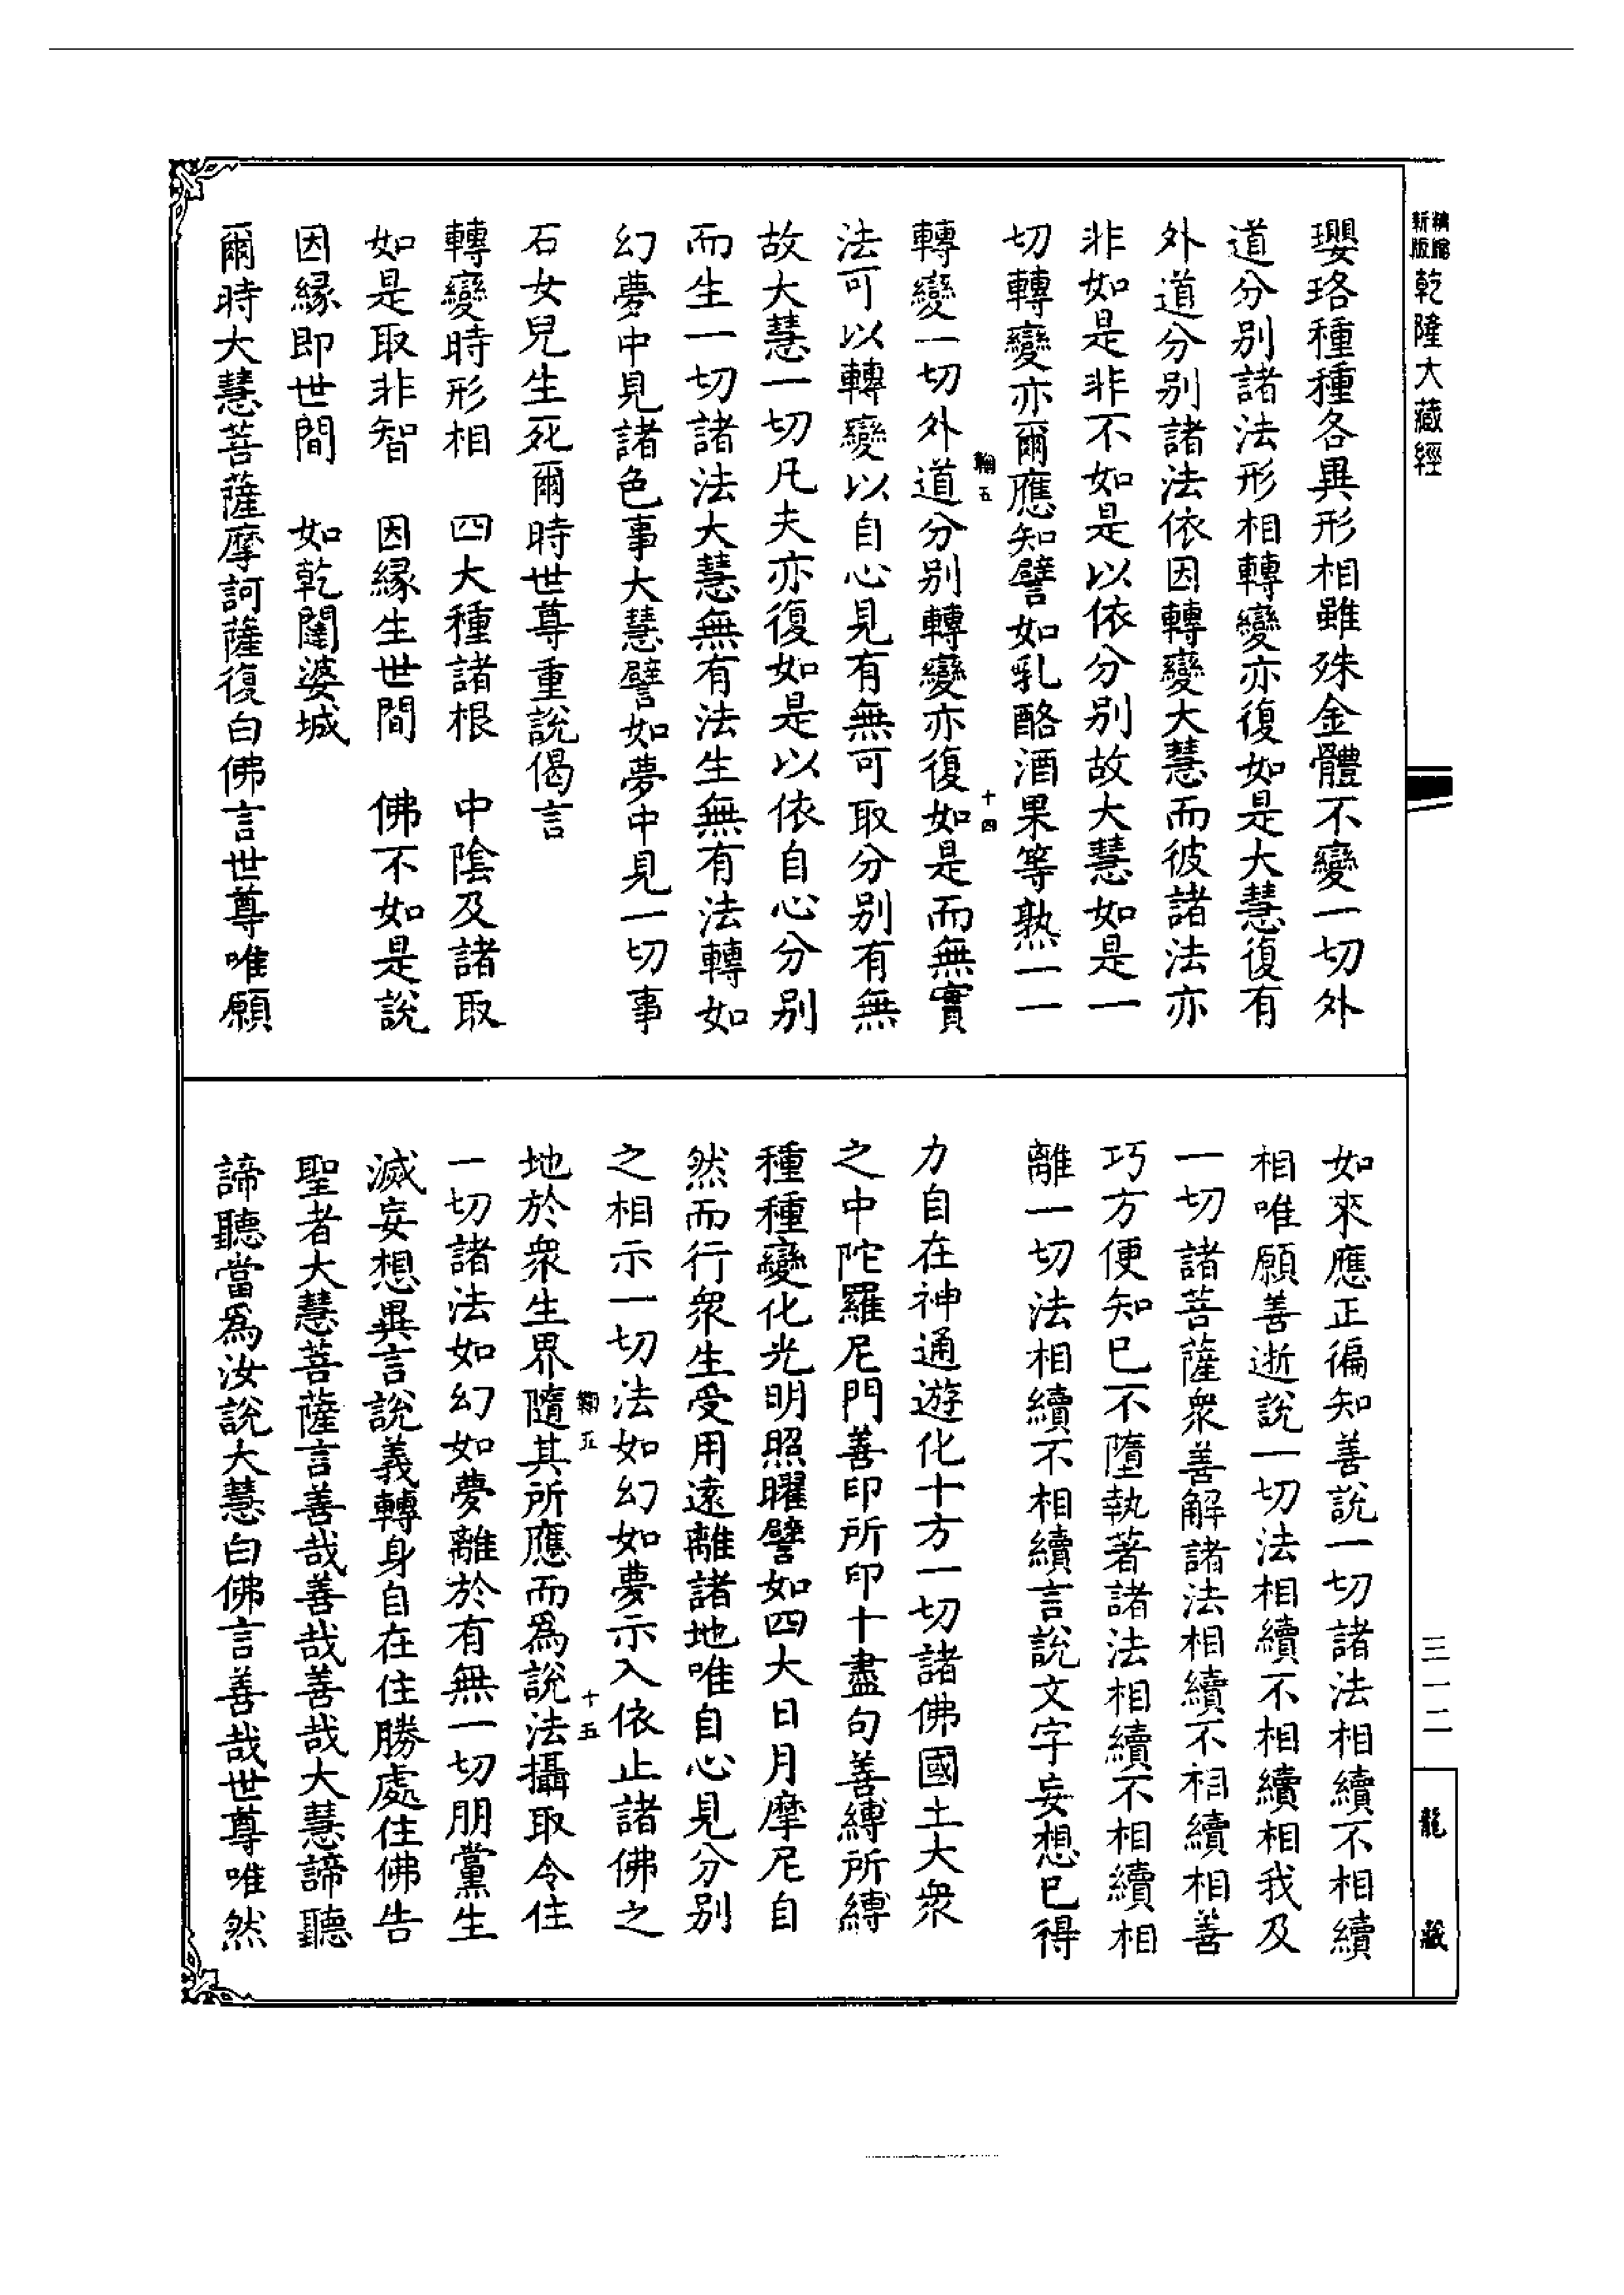 精縮新版乾隆大藏經
瓔珞種種各異形相雖殊金體不變一切外
道分别諸法形相轉變亦復如是大慧復有
外道分别諸法依因轉變大慧而彼諸法亦
非如是非不如是以依分别故大慧如是一
切轉變亦爾應知譬如乳酪酒果等熟一一
翰五
十四
轉變一切外道分别轉變亦復如是而無實
法可以轉變以自心見有無可取分别有無
故大慧一切凡夫亦復如是以依自心分别
而生一切諸法大慧無有法生無有法轉如
幻夢中見諸色事大慧譬如夢中見一切事
石女兒生死爾時世尊重說偈言
轉變時形相　四大種諸根　中陰及諸取
如是取非智　因緣生世間　佛不如是說
因緣即世間　如乾闥婆城
爾時大慧菩薩摩訶薩復白佛言世尊唯願
如來應正徧知善說一切諸法相續不相續
相唯願善逝說一切法相續不相續相我及
一切諸菩薩衆善解諸法相續不相續相善
巧方便知已不墮執著諸法相續不相續相
離一切法相續不相續言說文字妄想已得
力自在神通遊化十方一切諸佛國土大衆
之中陀羅尼門善印所印十盡句善縛所縛
種種變化光明照曜譬如四大日月摩尼自
然而行衆生受用遠離諸地唯自心見分别
之相示一切法如幻如夢示入依止諸佛之
翰五
十五
地於衆生界隨其所應而爲說法攝取令住
一切諸法如幻如夢離於有無一切朋黨生
滅妄想異言說義轉身自在住勝處住佛告
聖者大慧菩薩言善哉善哉善哉大慧諦聽
諦聽當爲汝說大慧白佛言善哉世尊唯然
三一二
龍藏